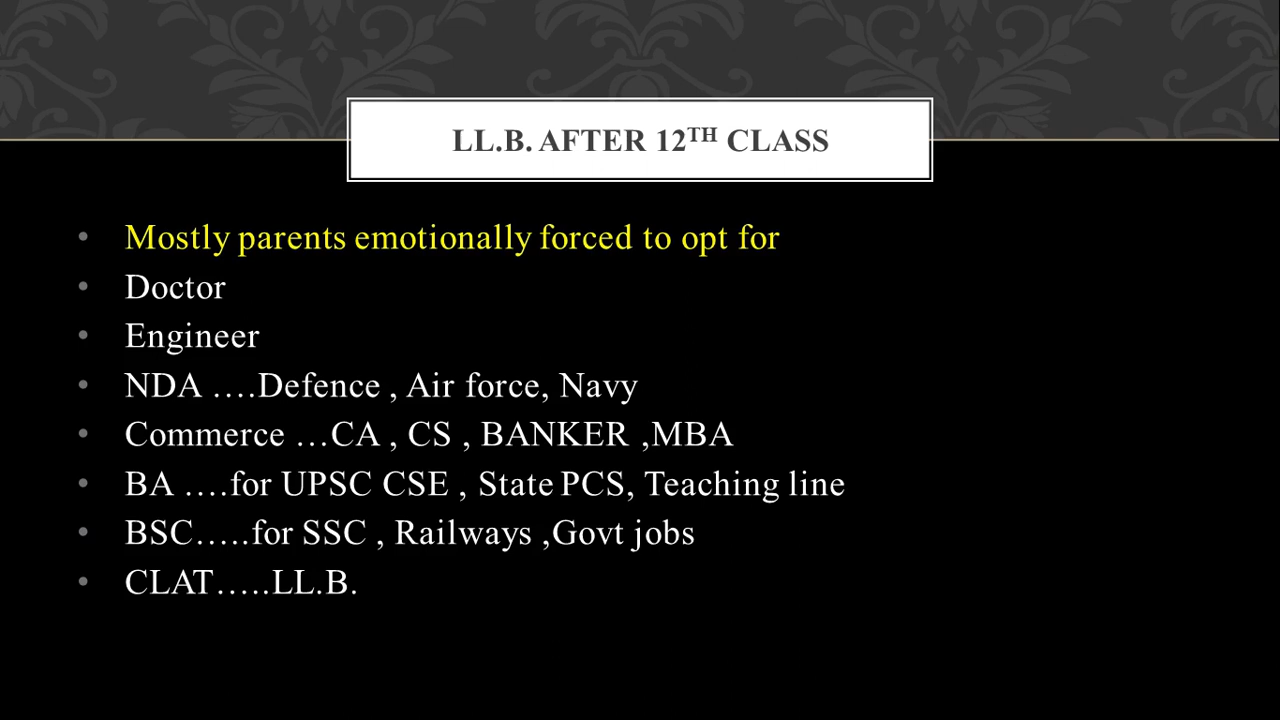 LL.B. AFTER 12TH CLASS
• Mostly parents emotionally forced to opt for
• Doctor
• Engineer
• NDA ….Defence , Air force, Navy
• Commerce …CA , CS , BANKER ,MBA
• BA ….for UPSC CSE , State PCS, Teaching line
• BSC…..for SSC , Railways ,Govt jobs
• CLAT…..LL.B.